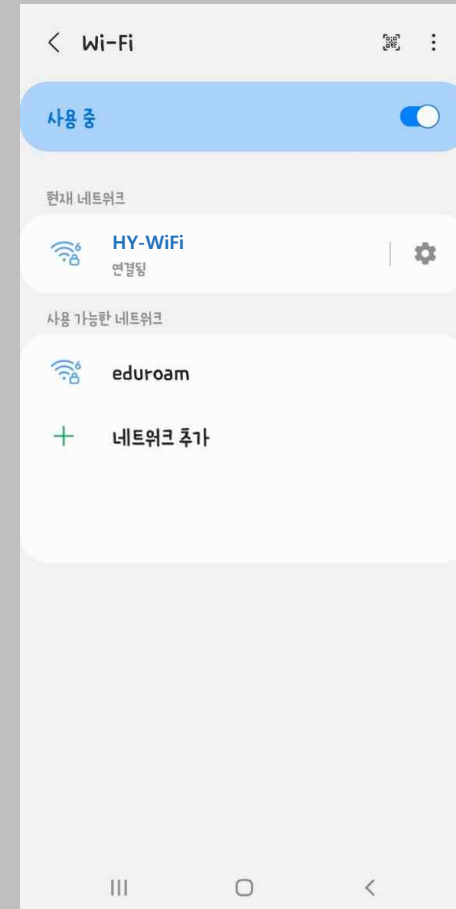 Wi-Fi
사용 중
현재 네트워크
HY-WiFi
연결됨
사용 가능한 네트워크
eduroam
네트워크 추가